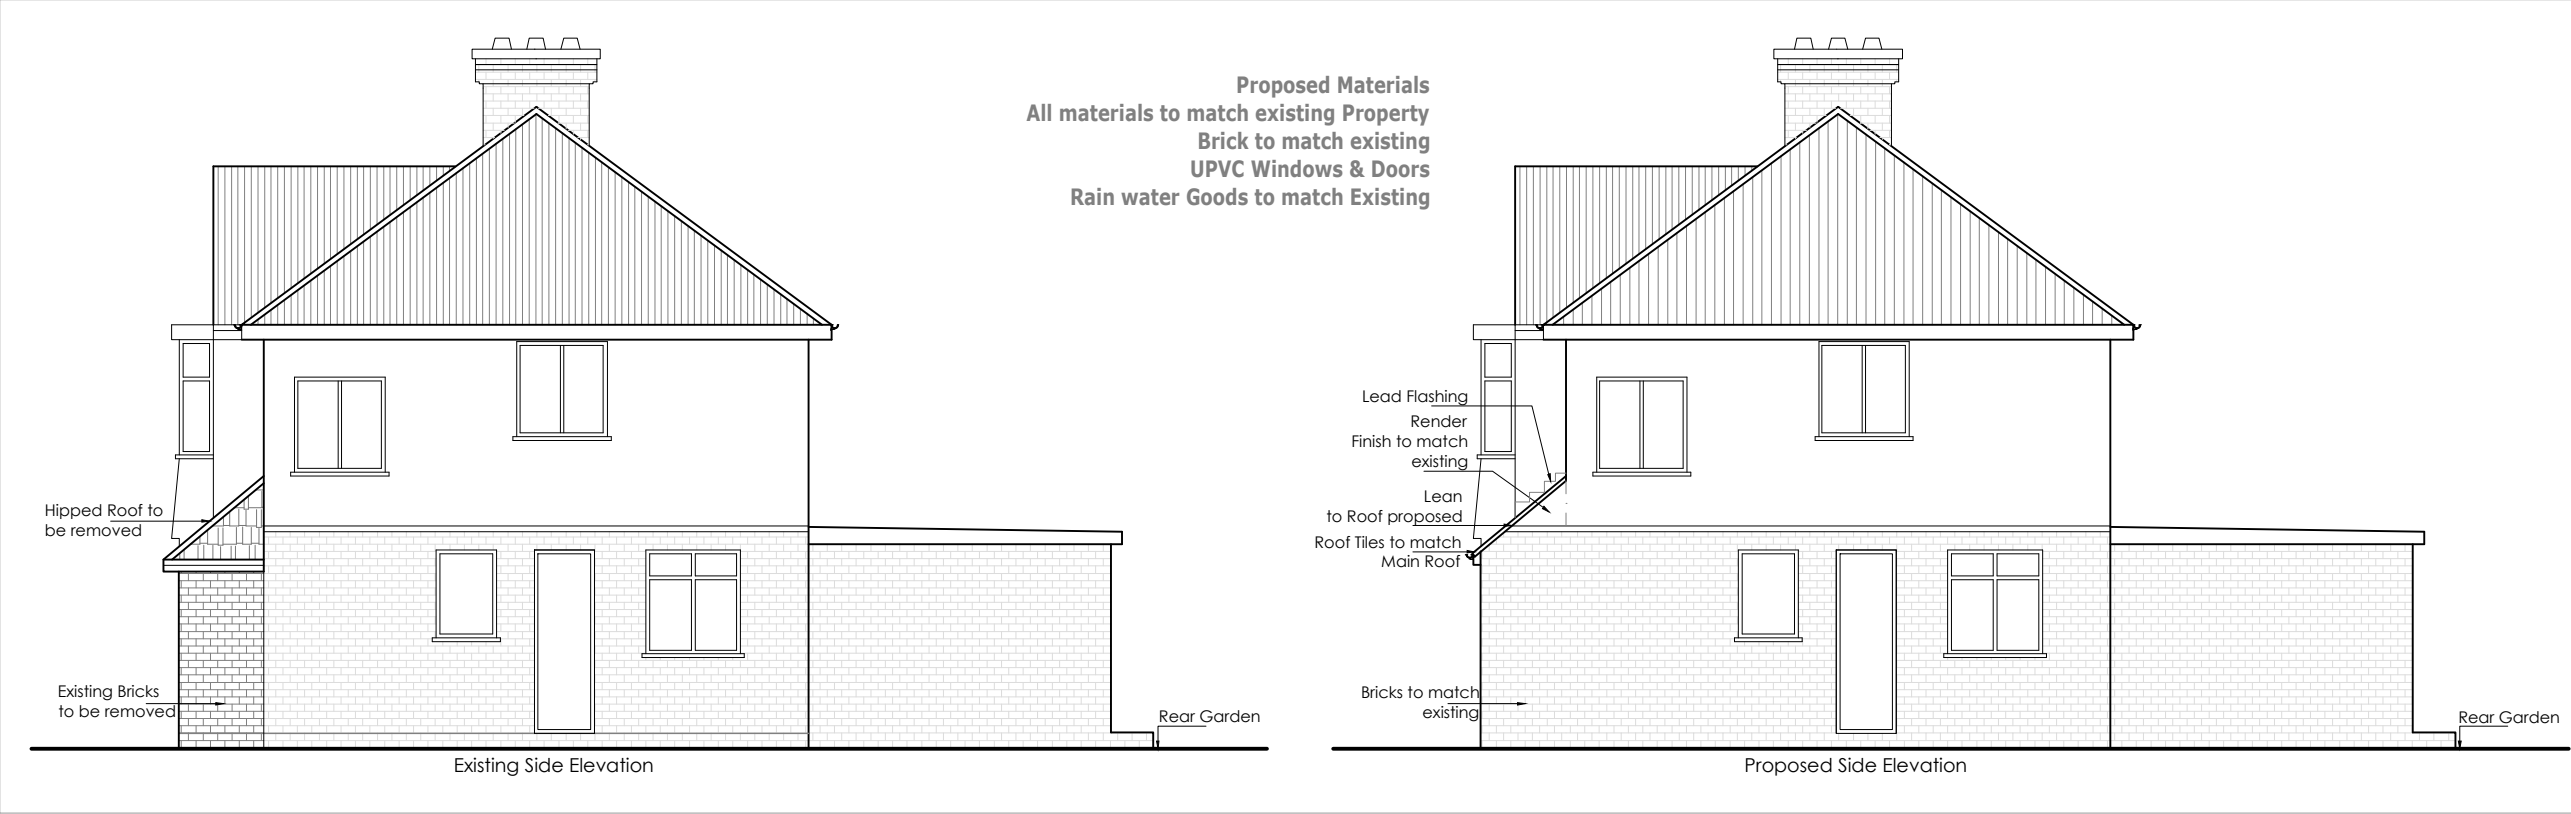 Proposed Materials
All materials to match existing Property
Brick to match existing
UPVC Windows & Doors
Rain water Goods to match Existing
Hipped Roof to
be removed
Existing Bricks
to be removed
Rear Garden
Existing Side Elevation
Lead Flashing
Render
Finish to match
existing
Lean
to Roof proposed
Roof Tiles to match
Main Roof
Bricks to match
existing
Rear Garden
Proposed Side Elevation